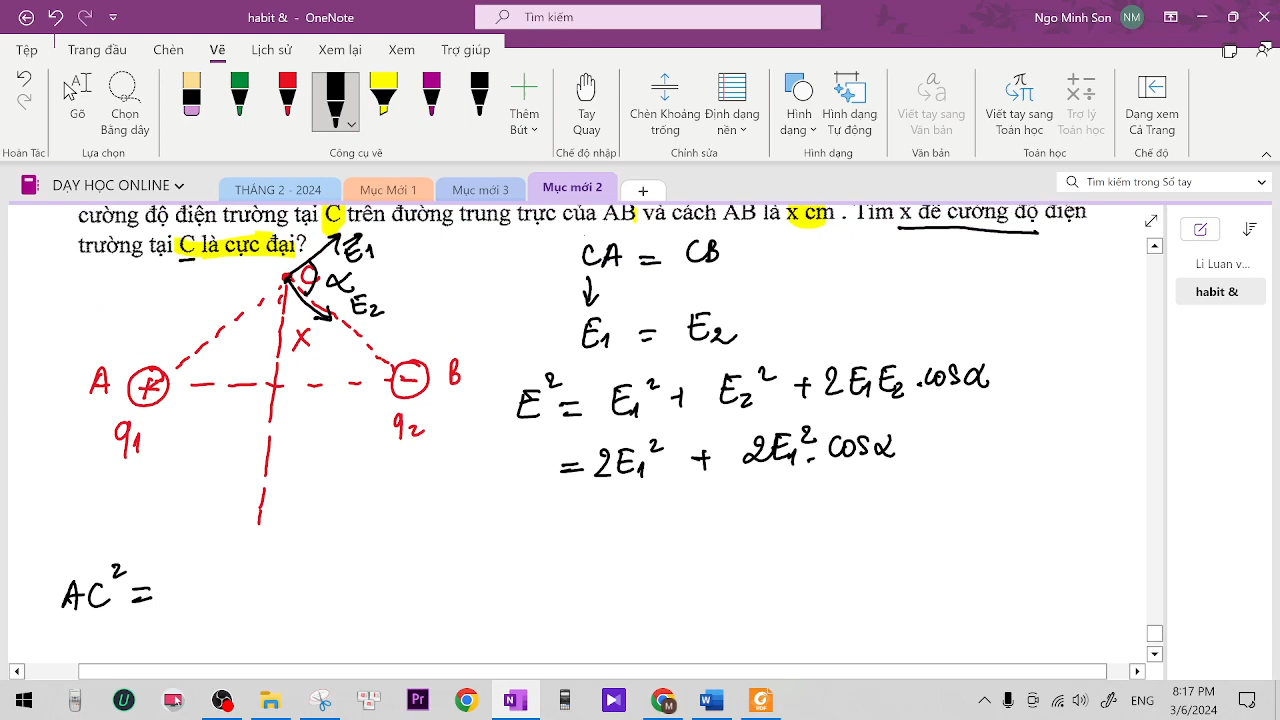 habit & - OneNote
Tìm kiếm
Ngo Minh Son
NM
Tệp Trang đầu Chèn Vẽ Lịch sử Xem lại Xem Trợ giúp
Gõ
Chọn Bằng dây
Thêm Bút
Tay Quay
Chèn Khoảng trống
Định dạng nền
Hình dạng
Hình dạng Tự động
Viết tay sang Văn bản
Viết tay sang Toán học
Trợ lý Toán học
Dạng xem Cả Trang
Hoàn Tác Lựa chọn Công cụ vẽ Chế độ nhập Chỉnh sửa Hình dạng Văn bản Toán học Chế độ
DẠY HỌC ONLINE
THÁNG 2 - 2024 Mục Mới 1 Mục mới 3 Mục mới 2 +
Tìm kiếm trong Sổ tay
cường độ điện trường tại C trên đường trung trực của AB và cách AB là x cm . Tìm x để cường độ điện
trường tại C là cực đại?
Li Luan v...
habit &
E1
C α
E2
x
A + - B
q1 q2
CA = CB
↓
E1 = E2
E² = E1² + E2² + 2E1E2.cosα
= 2E1² + 2E1².cosα
AC² =
ENG
8:17 PM
3/6/2024